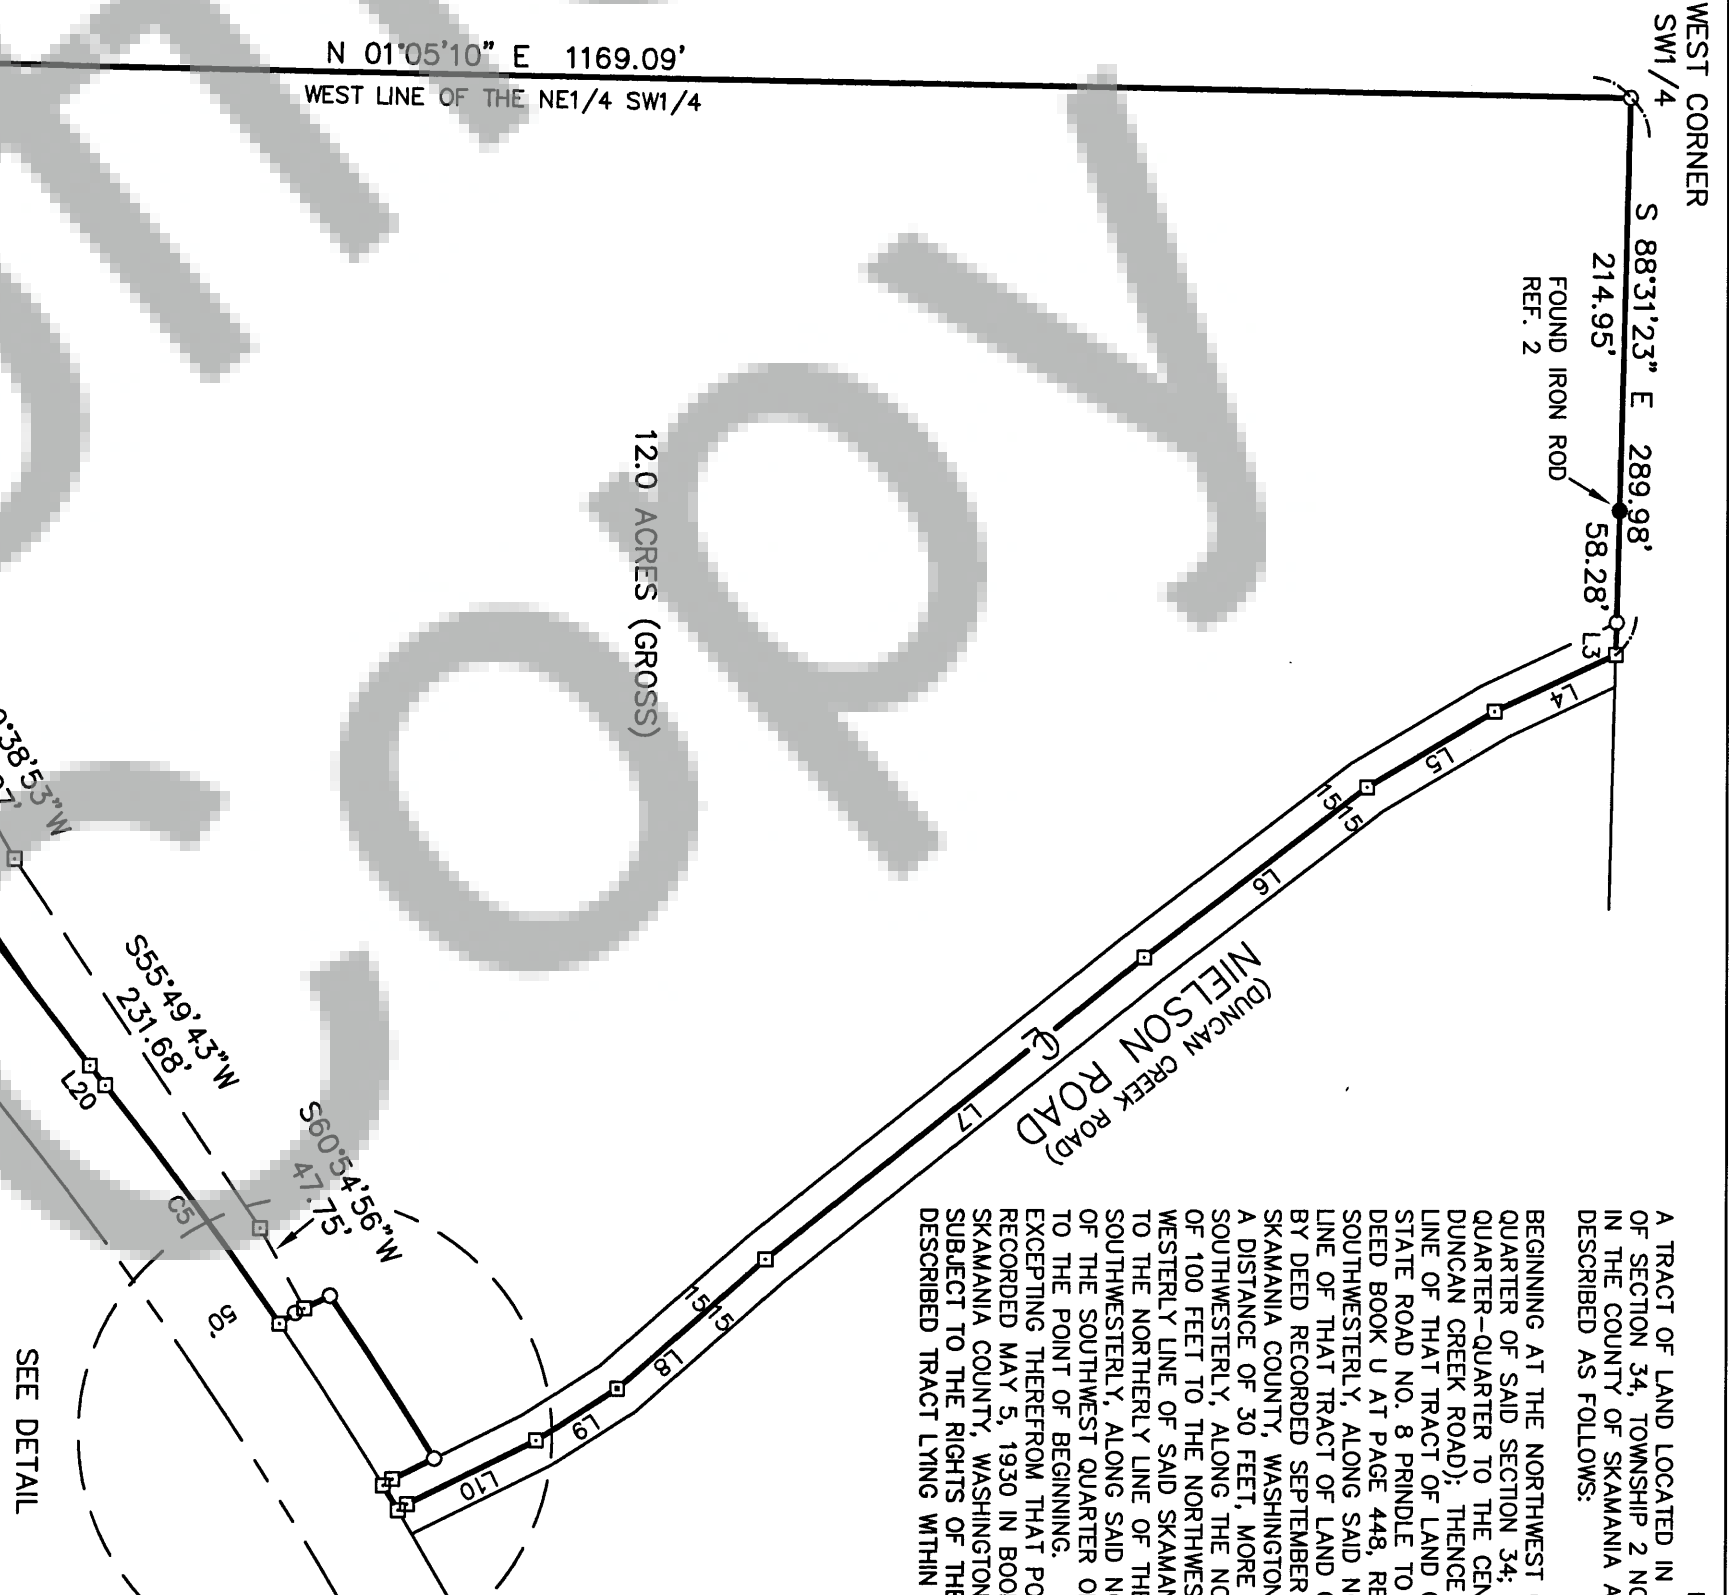 WEST CORNER
SW1/4
N 01°05'10" E 1169.09'
WEST LINE OF THE NE1/4 SW1/4
S 88°31'23" E 289.98'
214.95'
58.28'
FOUND IRON ROD
REF. 2
L3
L4
L5
15
15
L6
NIELSON ROAD
(DUNCAN CREEK ROAD)
CL
L7
15
15
L8
L9
L10
12.0 ACRES (GROSS)
38'53"W
S55°49'43"W
231.68'
S60°54'56"W
47.75'
L20
C5
50'
SEE DETAIL
A TRACT OF LAND LOCATED IN
OF SECTION 34, TOWNSHIP 2
IN THE COUNTY OF SKAMANIA
DESCRIBED AS FOLLOWS:
BEGINNING AT THE NORTHWEST
QUARTER OF SAID SECTION 34;
QUARTER-QUARTER TO THE
DUNCAN CREEK ROAD); THENCE
LINE OF THAT TRACT OF LAND
STATE ROAD NO. 8 PRINDLE TO
DEED BOOK U AT PAGE 448,
SOUTHWESTERLY, ALONG SAID
LINE OF THAT TRACT OF LAND
BY DEED RECORDED SEPTEMBER
SKAMANIA COUNTY, WASHINGTON
A DISTANCE OF 30 FEET, MORE
SOUTHWESTERLY, ALONG THE
OF 100 FEET TO THE
WESTERLY LINE OF SAID
TO THE NORTHERLY LINE OF
SOUTHWESTERLY, ALONG SAID
OF THE SOUTHWEST QUARTER
TO THE POINT OF BEGINNING.
EXCEPTING THEREFROM THAT
RECORDED MAY 5, 1930 IN
SKAMANIA COUNTY, WASHINGTON
SUBJECT TO THE RIGHTS OF
DESCRIBED TRACT LYING WITHIN
Copy